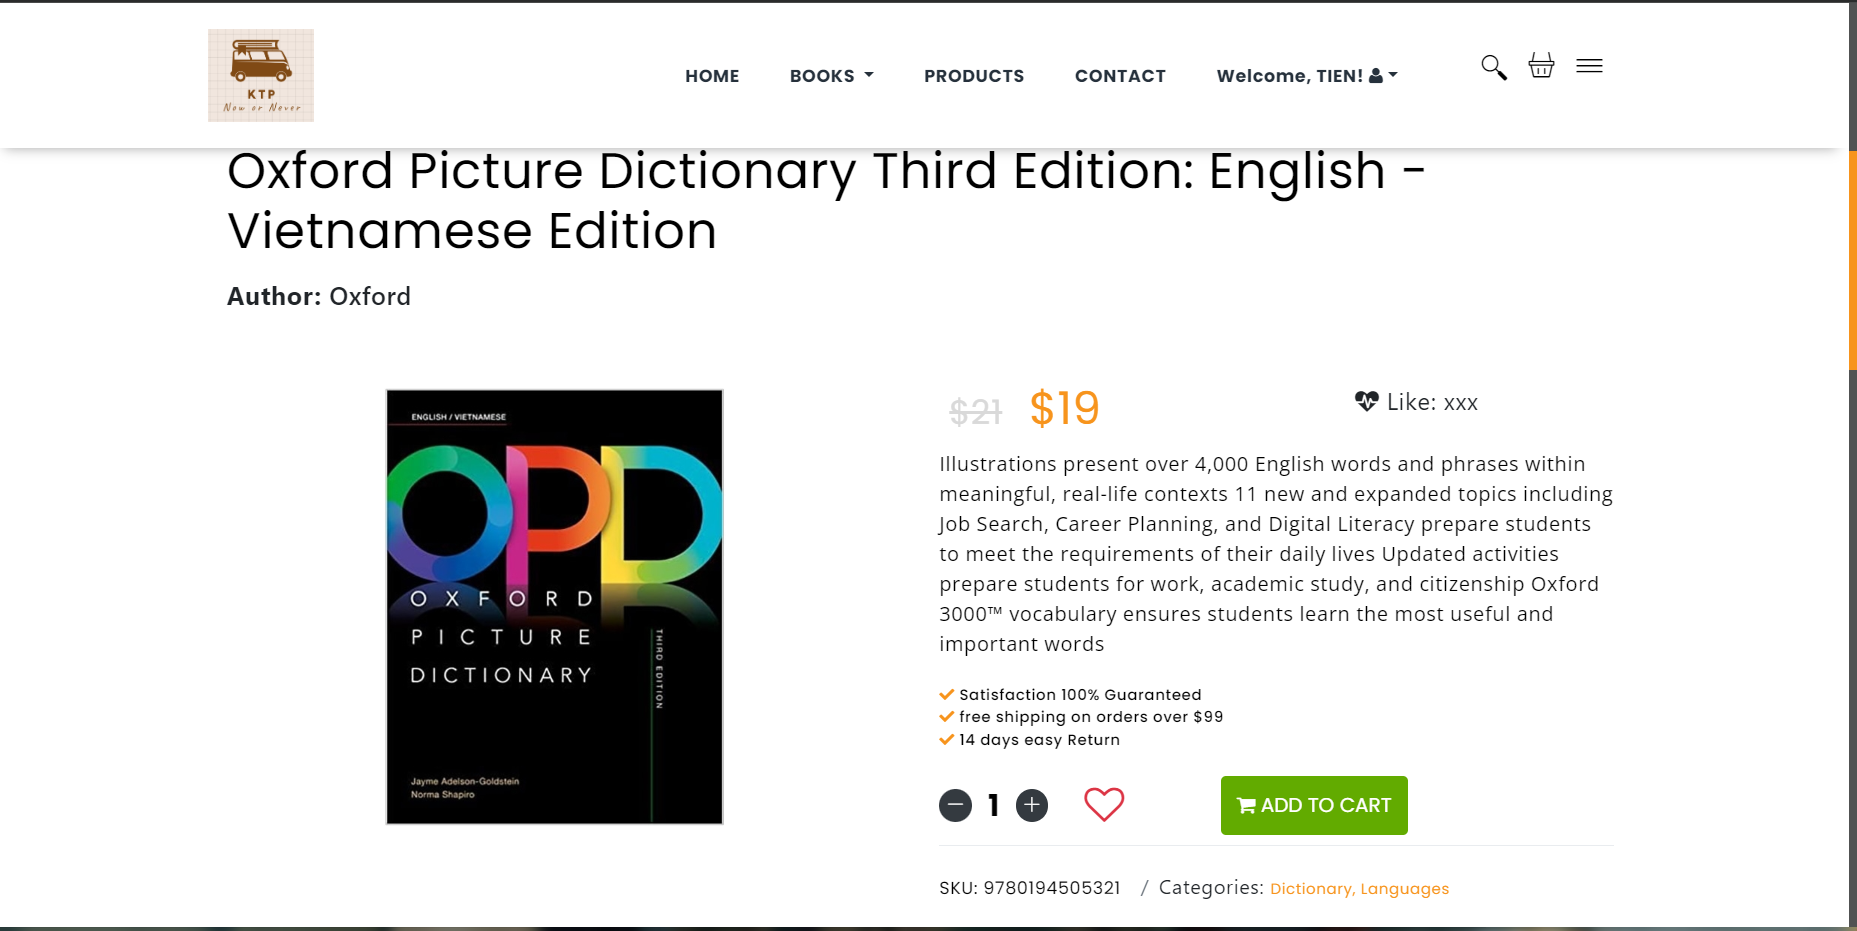 KTP
Now or Never
HOME
BOOKS
PRODUCTS
CONTACT
Welcome, TIEN!
Oxford Picture Dictionary Third Edition: English -
Vietnamese Edition
Author: Oxford
ENGLISH / VIETNAMESE
OPD
OXFORD
PICTURE
DICTIONARY
THIRD EDITION
Jayme Adelson-Goldstein
Norma Shapiro
$21 $19
Like: xxx
Illustrations present over 4,000 English words and phrases within
meaningful, real-life contexts 11 new and expanded topics including
Job Search, Career Planning, and Digital Literacy prepare students
to meet the requirements of their daily lives Updated activities
prepare students for work, academic study, and citizenship Oxford
3000™ vocabulary ensures students learn the most useful and
important words
Satisfaction 100% Guaranteed
free shipping on orders over $99
14 days easy Return
1
ADD TO CART
SKU: 9780194505321 / Categories: Dictionary, Languages